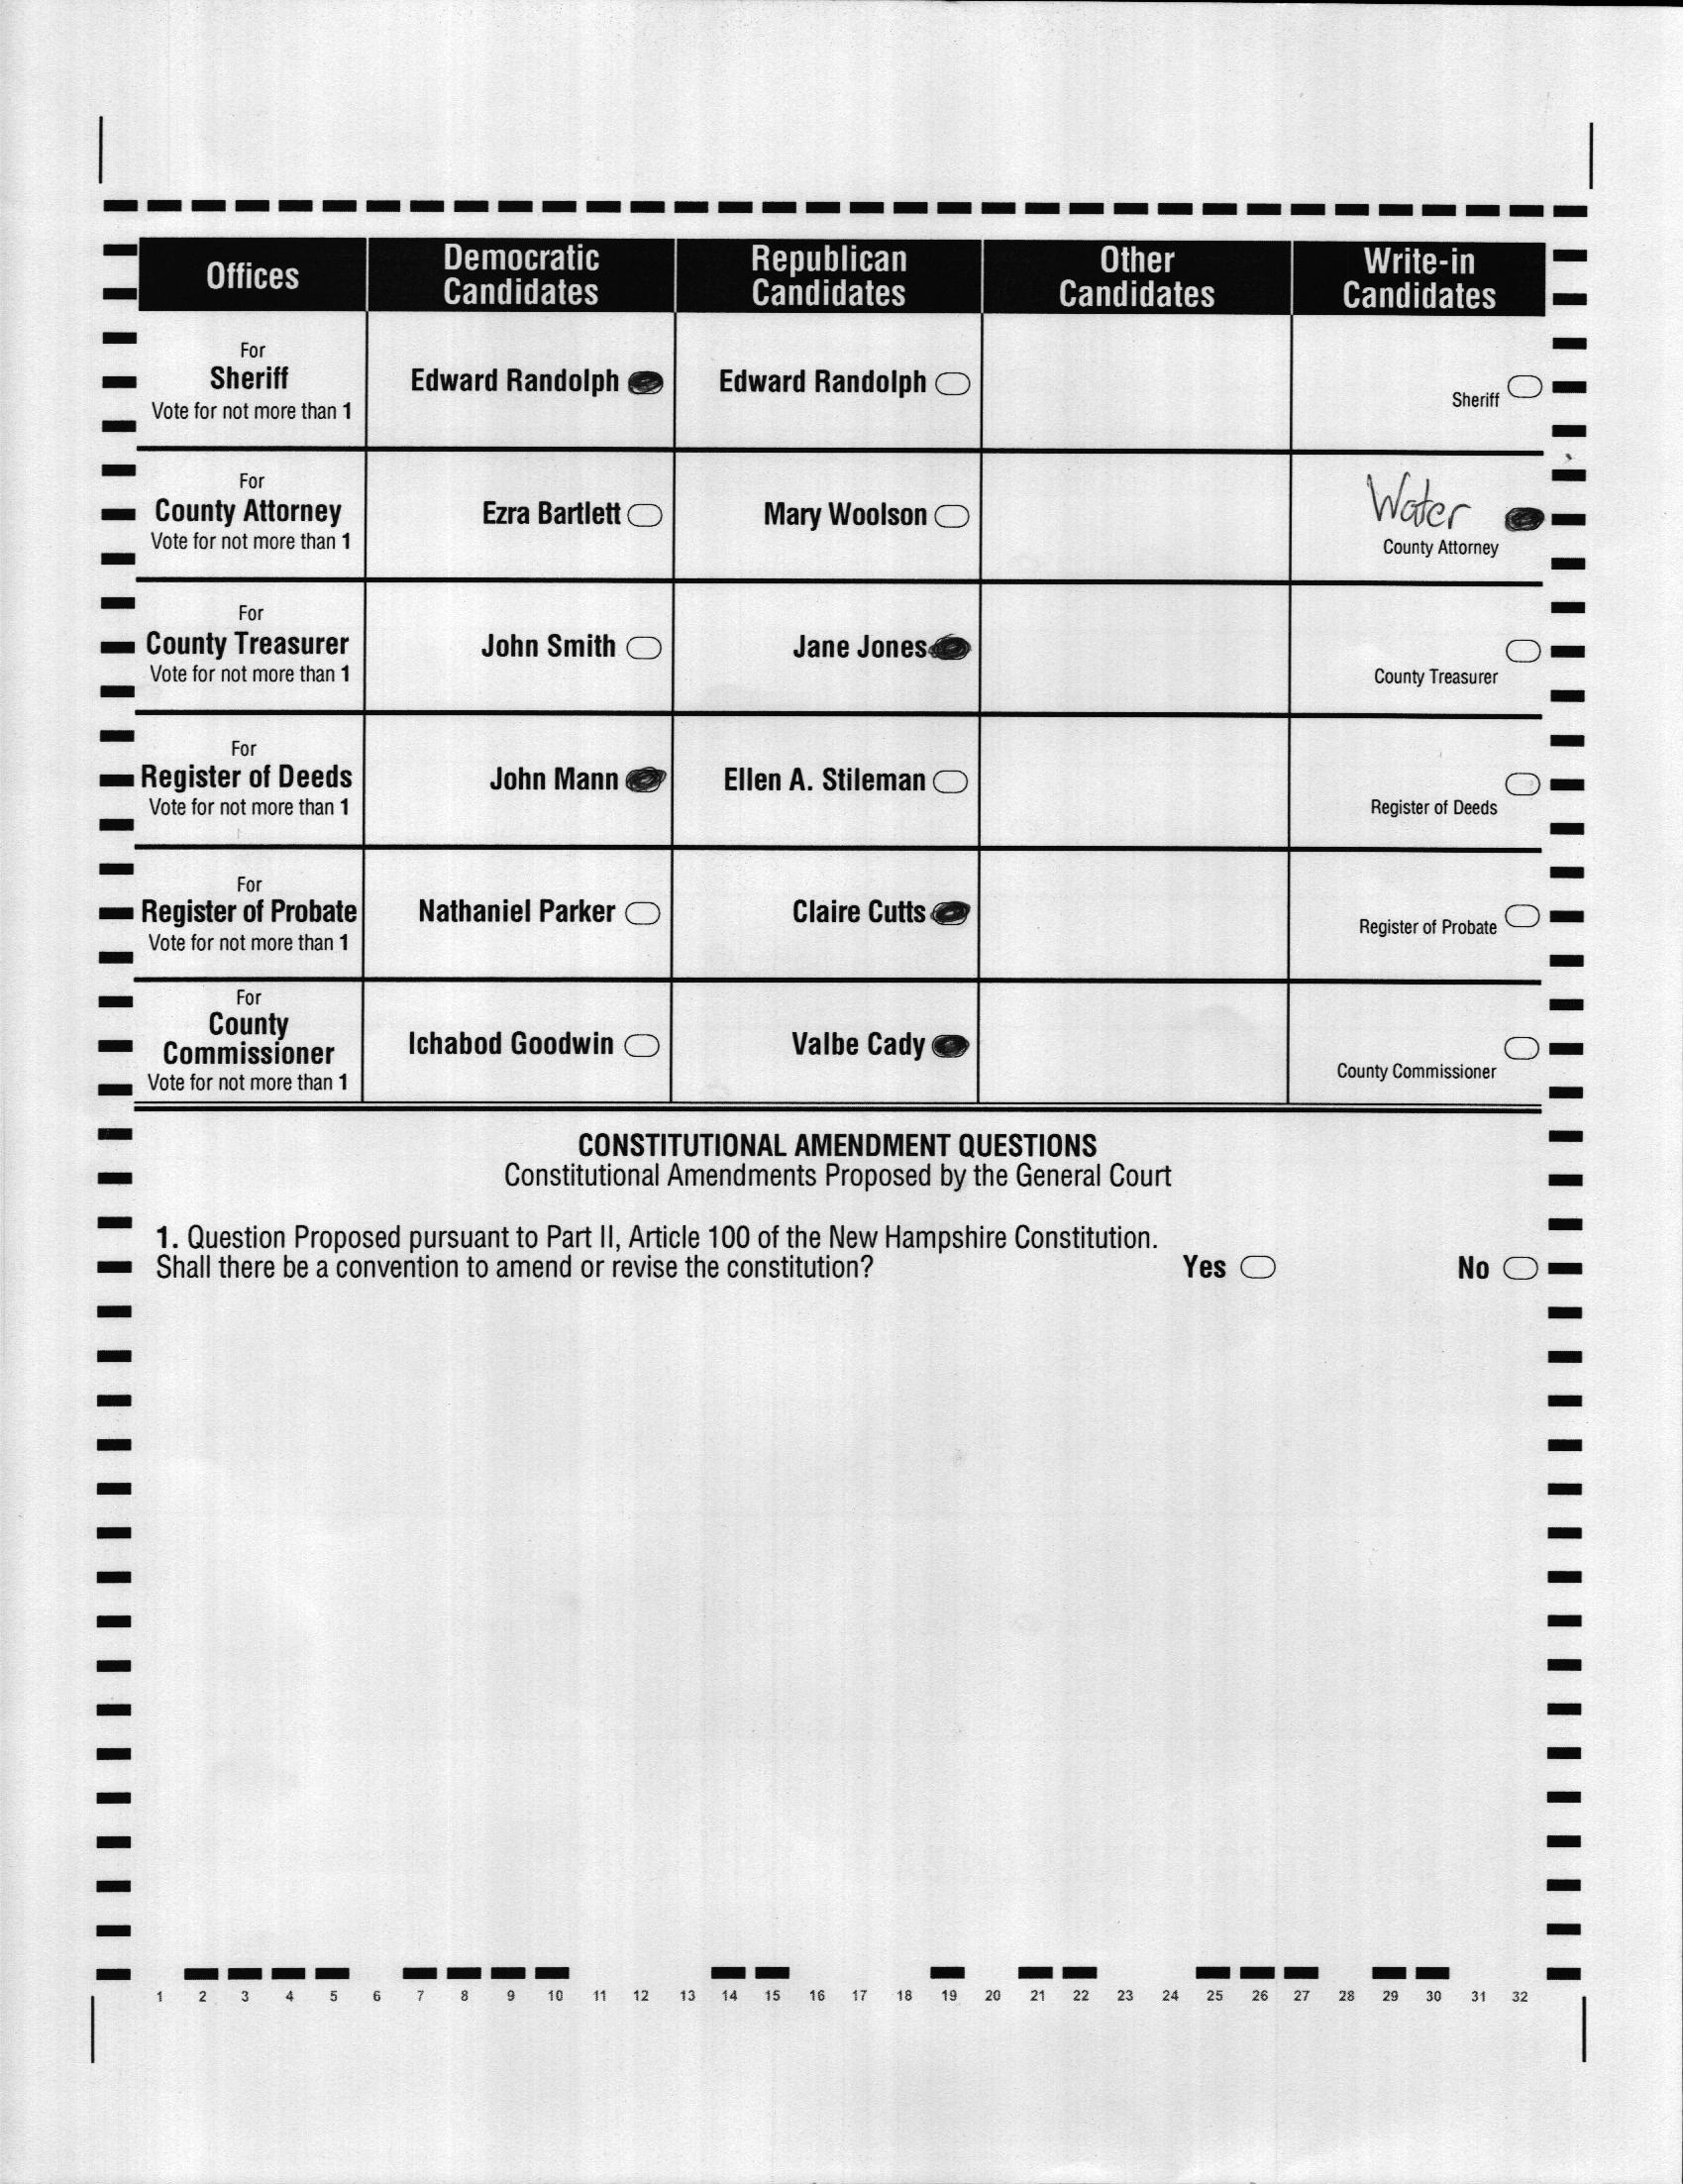 Offices
Democratic Candidates
Republican Candidates
Other Candidates
Write-in Candidates
For
Sheriff
Vote for not more than 1
Edward Randolph
Edward Randolph
Sheriff
For
County Attorney
Vote for not more than 1
Ezra Bartlett
Mary Woolson
Water
County Attorney
For
County Treasurer
Vote for not more than 1
John Smith
Jane Jones
County Treasurer
For
Register of Deeds
Vote for not more than 1
John Mann
Ellen A. Stileman
Register of Deeds
For
Register of Probate
Vote for not more than 1
Nathaniel Parker
Claire Cutts
Register of Probate
For
County
Commissioner
Vote for not more than 1
Ichabod Goodwin
Valbe Cady
County Commissioner
CONSTITUTIONAL AMENDMENT QUESTIONS
Constitutional Amendments Proposed by the General Court
1. Question Proposed pursuant to Part II, Article 100 of the New Hampshire Constitution.
Shall there be a convention to amend or revise the constitution? Yes No
1 2 3 4 5 6 7 8 9 10 11 12 13 14 15 16 17 18 19 20 21 22 23 24 25 26 27 28 29 30 31 32